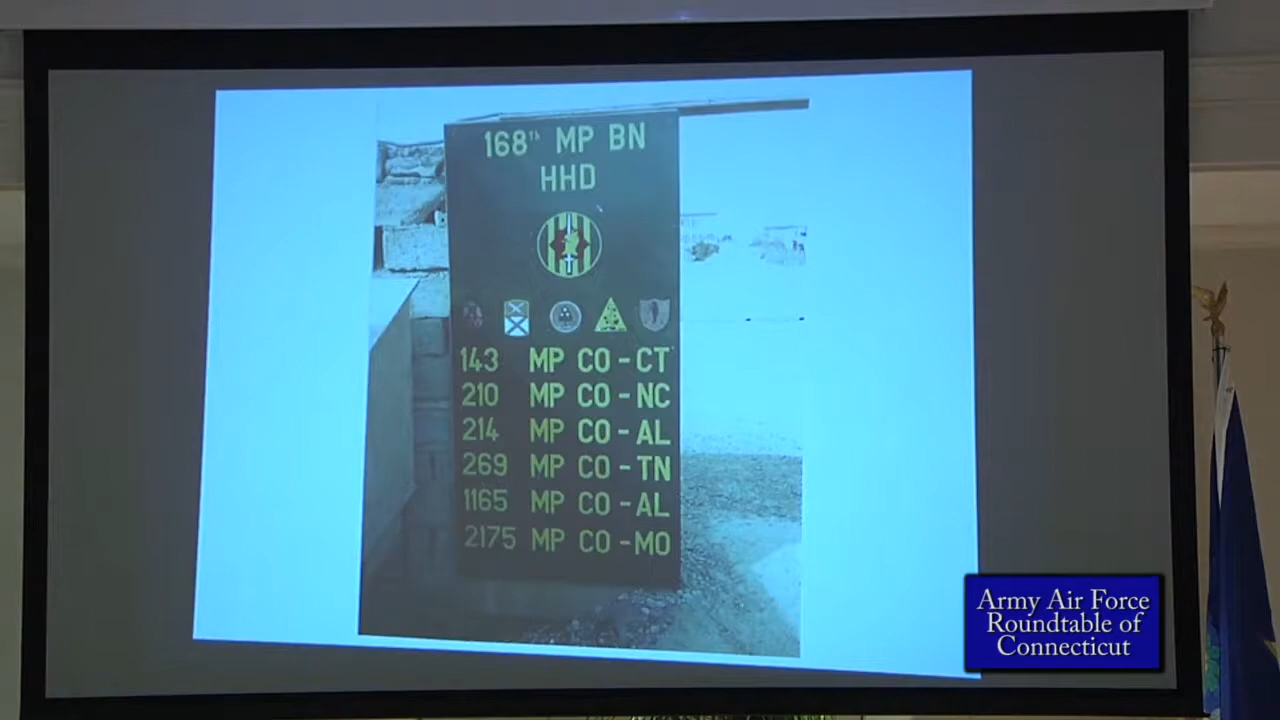 168th MP BN
HHD
143 MP CO - CT
210 MP CO - NC
214 MP CO - AL
269 MP CO - TN
1165 MP CO - AL
2175 MP CO - MO
Army Air Force
Roundtable of
Connecticut